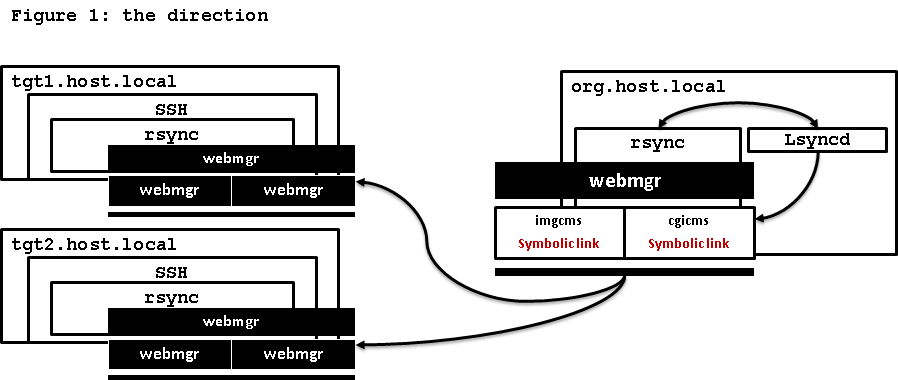 Figure 1: the direction
tgt1.host.local
SSH
rsync
webmgr
webmgr webmgr
tgt2.host.local
SSH
rsync
webmgr
webmgr webmgr
org.host.local
rsync Lsyncd
webmgr
imgcms cgicms
Symbolic link Symbolic link